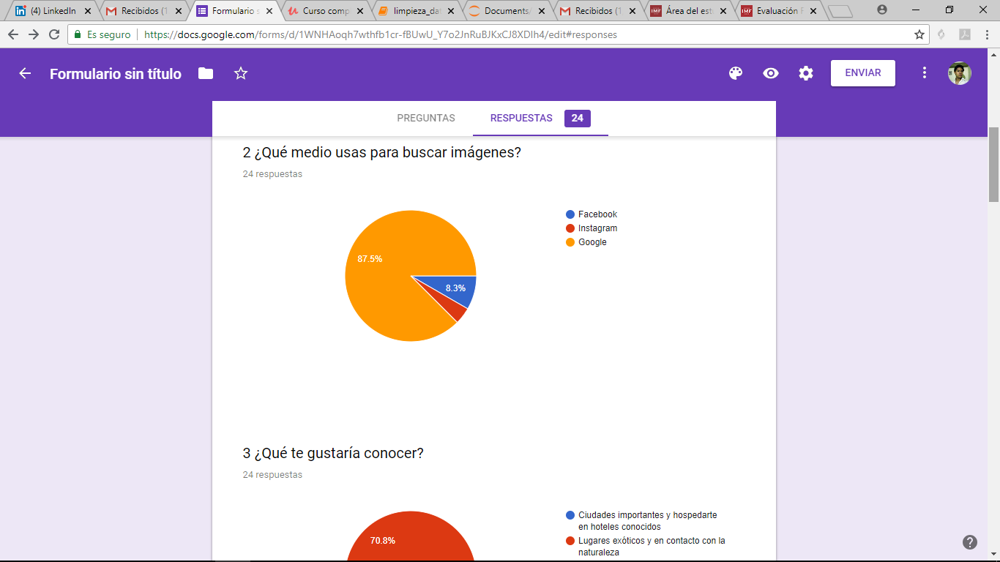 (4) LinkedIn
Recibidos (1
Formulario s
Curso comp
limpieza_da
Documents/
Recibidos (1
IMF Área del est
IMF Evaluación F
Es seguro
https://docs.google.com/forms/d/1WNHAoqh7wthfb1cr-fBUwU_Y7o2JnRuBJKxCJ8XDIh4/edit#responses
Formulario sin título
ENVIAR
PREGUNTAS
RESPUESTAS 24
2 ¿Qué medio usas para buscar imágenes?
24 respuestas
Facebook
Instagram
Google
87.5%
8.3%
3 ¿Qué te gustaría conocer?
24 respuestas
Ciudades importantes y hospedarte
en hoteles conocidos
Lugares exóticos y en contacto con la
naturaleza
70.8%